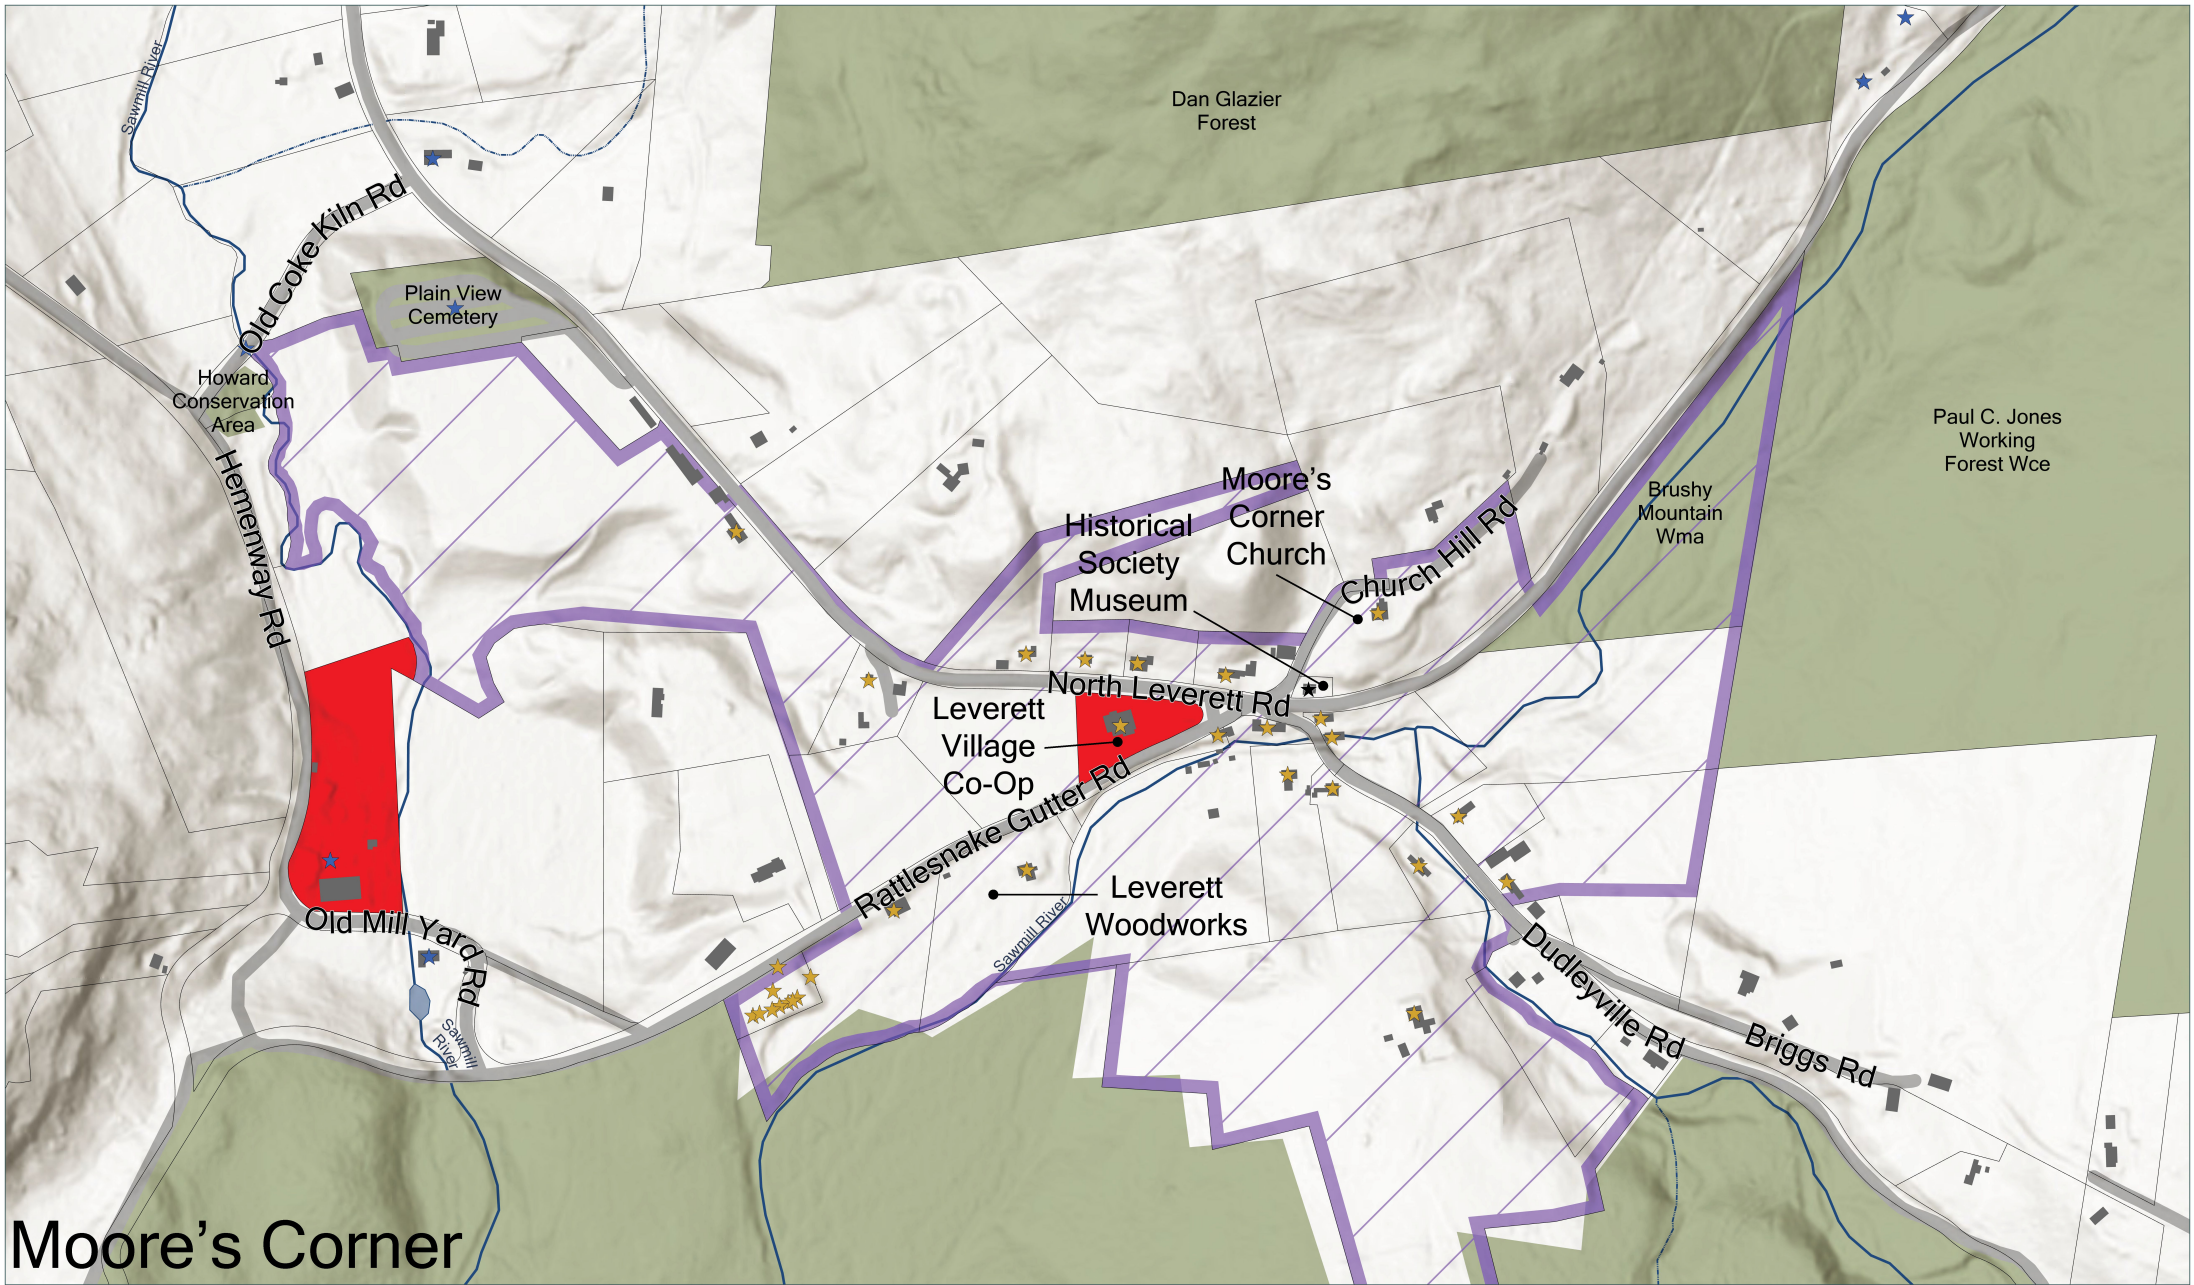 Sawmill River
Dan Glazier
Forest
Old Coke Kiln Rd
Plain View
Cemetery
Howard
Conservation
Area
Hemenway Rd
Paul C. Jones
Working
Forest Wce
Brushy
Mountain
Wma
Moore's
Corner
Church
Historical
Society
Museum
Church Hill Rd
North Leverett Rd
Leverett
Village
Co-Op
Rattlesnake Gutter Rd
Leverett
Woodworks
Sawmill River
Old Mill Yard Rd
Sawmill
River
Dudleyville Rd
Briggs Rd
Moore's Corner